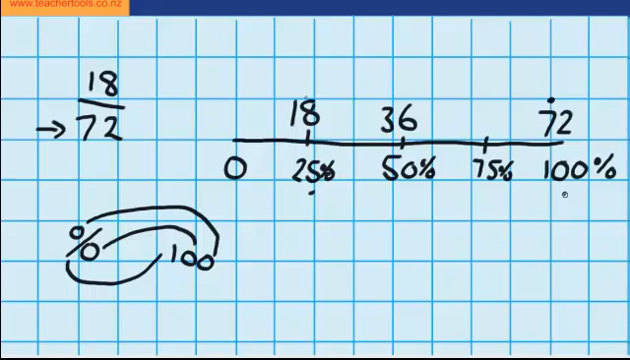 www.teachertools.co.nz
18
→ 72
18 36 72
0 25% 50% 75% 100%
% 100